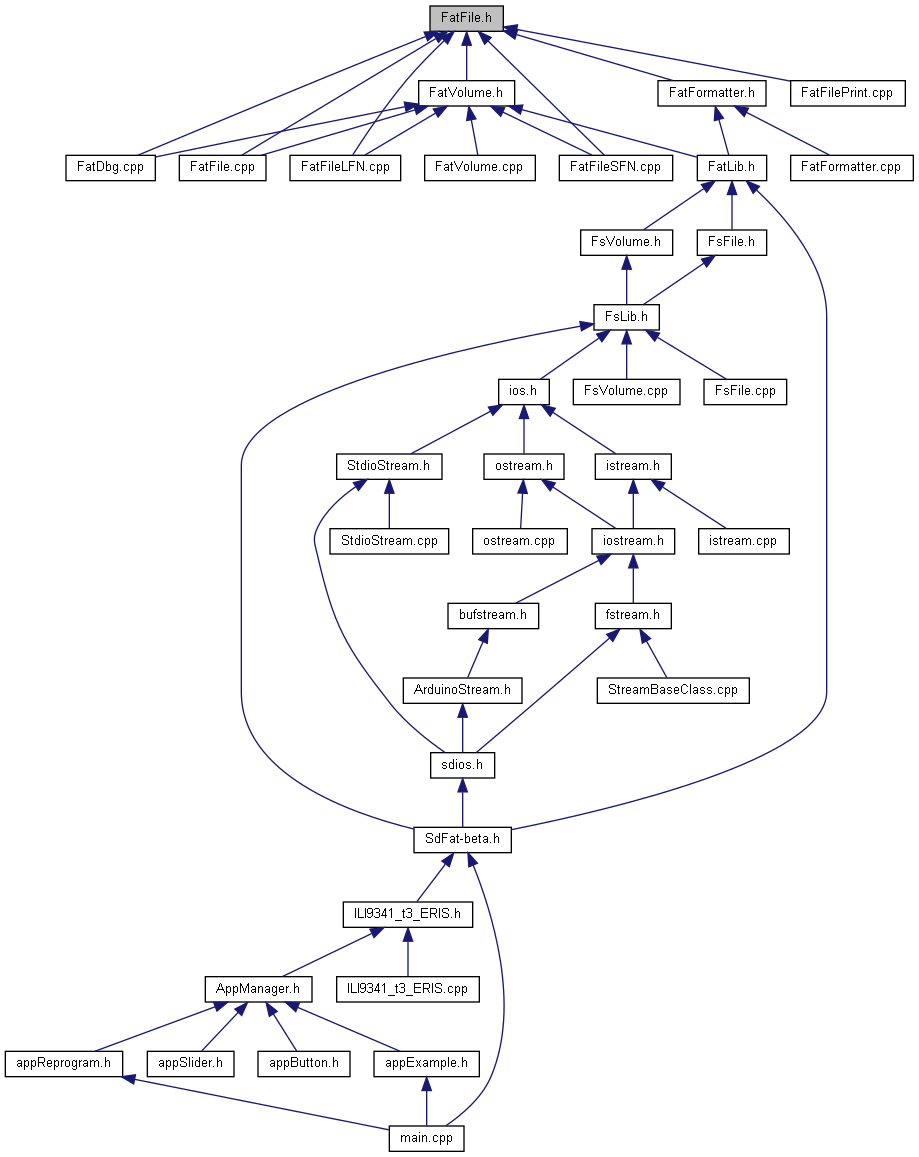 FatFile.h
FatVolume.h
FatFormatter.h
FatFilePrint.cpp
FatDbg.cpp
FatFile.cpp
FatFileLFN.cpp
FatVolume.cpp
FatFileSFN.cpp
FatLib.h
FatFormatter.cpp
FsVolume.h
FsFile.h
FsLib.h
ios.h
FsVolume.cpp
FsFile.cpp
StdioStream.h
ostream.h
istream.h
StdioStream.cpp
ostream.cpp
iostream.h
istream.cpp
bufstream.h
fstream.h
ArduinoStream.h
StreamBaseClass.cpp
sdios.h
SdFat-beta.h
ILI9341_t3_ERIS.h
AppManager.h
ILI9341_t3_ERIS.cpp
appReprogram.h
appSlider.h
appButton.h
appExample.h
main.cpp